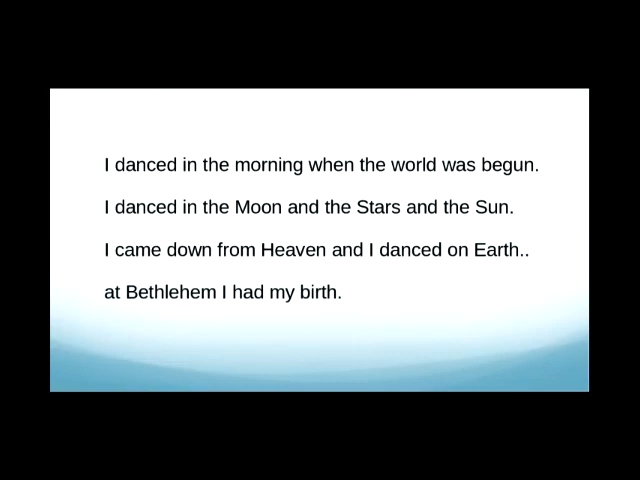 I danced in the morning when the world was begun.
I danced in the Moon and the Stars and the Sun.
I came down from Heaven and I danced on Earth..
at Bethlehem I had my birth.